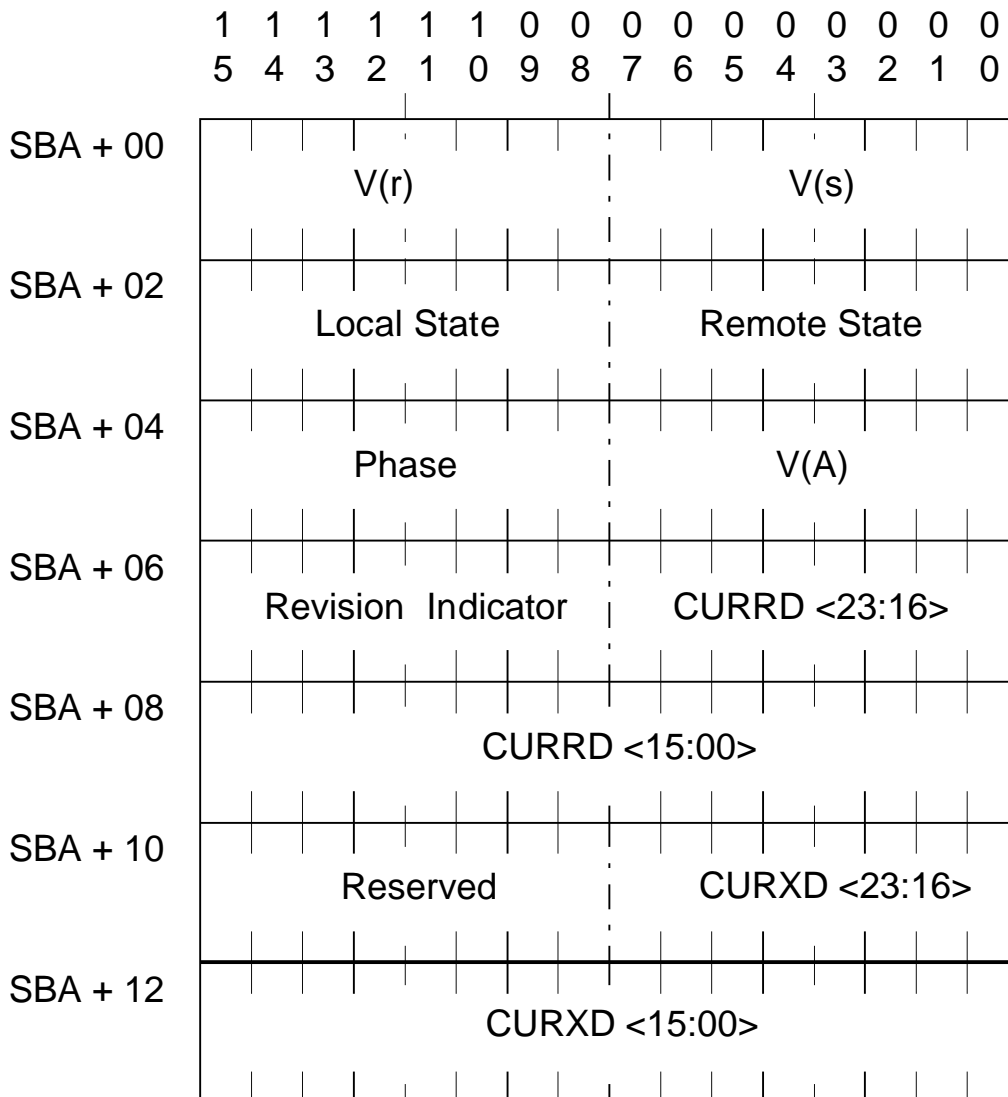 1 1 1 1 1 1 0 0 0 0 0 0 0 0 0 0
5 4 3 2 1 0 9 8 7 6 5 4 3 2 1 0
SBA + 00
V(r) V(s)
SBA + 02
Local State Remote State
SBA + 04
Phase V(A)
SBA + 06
Revision Indicator CURRD <23:16>
SBA + 08
CURRD <15:00>
SBA + 10
Reserved CURXD <23:16>
SBA + 12
CURXD <15:00>